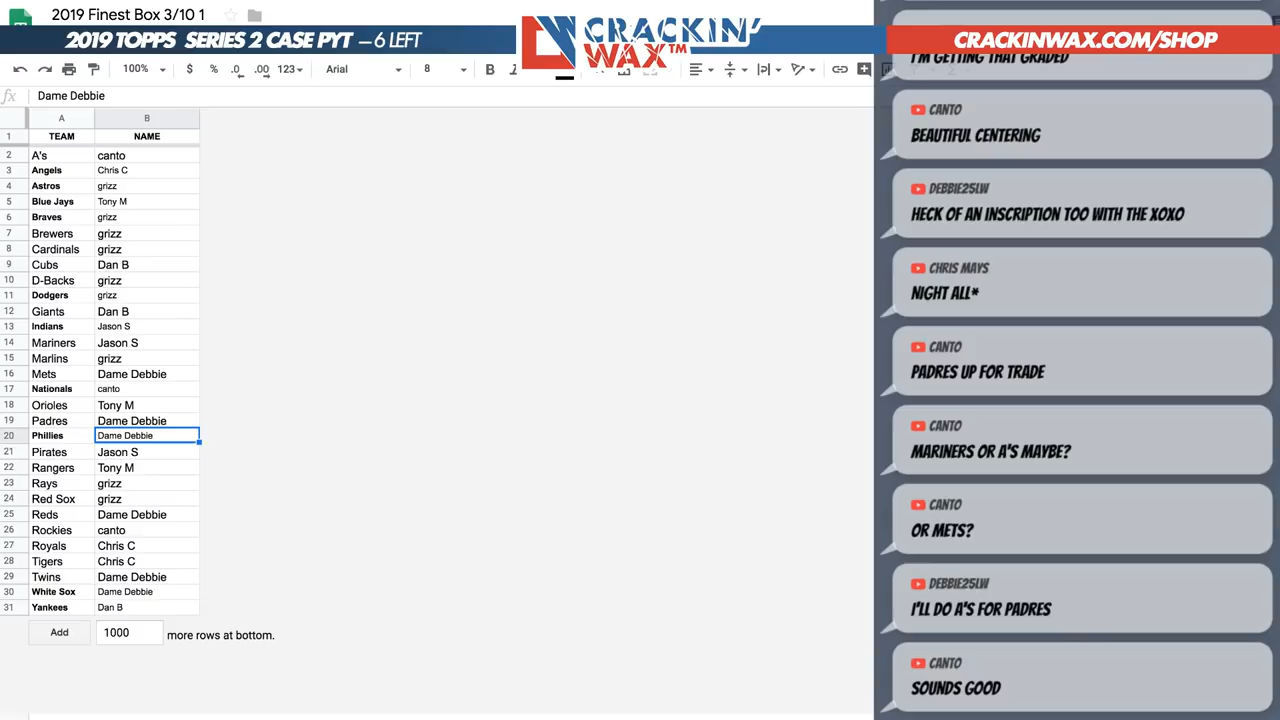 2019 Finest Box 3/10 1
2019 TOPPS SERIES 2 CASE PYT – 6 LEFT
CRACKIN' WAX™
CRACKINWAX.COM/SHOP
100% % .0 .00 123 Arial 8 B
fx Dame Debbie
A B
1 TEAM NAME
2 A's canto
3 Angels Chris C
4 Astros grizz
5 Blue Jays Tony M
6 Braves grizz
7 Brewers grizz
8 Cardinals grizz
9 Cubs Dan B
10 D-Backs grizz
11 Dodgers grizz
12 Giants Dan B
13 Indians Jason S
14 Mariners Jason S
15 Marlins grizz
16 Mets Dame Debbie
17 Nationals canto
18 Orioles Tony M
19 Padres Dame Debbie
20 Phillies Dame Debbie
21 Pirates Jason S
22 Rangers Tony M
23 Rays grizz
24 Red Sox grizz
25 Reds Dame Debbie
26 Rockies canto
27 Royals Chris C
28 Tigers Chris C
29 Twins Dame Debbie
30 White Sox Dame Debbie
31 Yankees Dan B
Add 1000 more rows at bottom.
I'M GETTING THAT GRADED
CANTO
BEAUTIFUL CENTERING
DEBBIE25LW
HECK OF AN INSCRIPTION TOO WITH THE XOXO
CHRIS MAYS
NIGHT ALL*
CANTO
PADRES UP FOR TRADE
CANTO
MARINERS OR A'S MAYBE?
CANTO
OR METS?
DEBBIE25LW
I'LL DO A'S FOR PADRES
CANTO
SOUNDS GOOD